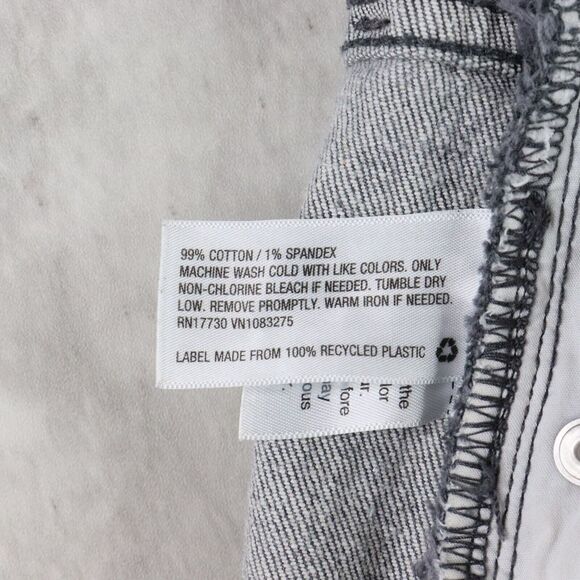 99% COTTON / 1% SPANDEX
MACHINE WASH COLD WITH LIKE COLORS. ONLY
NON-CHLORINE BLEACH IF NEEDED. TUMBLE DRY
LOW. REMOVE PROMPTLY. WARM IRON IF NEEDED.
RN17730 VN1083275
LABEL MADE FROM 100% RECYCLED PLASTIC
the
lor
r.
fore
ay
ous